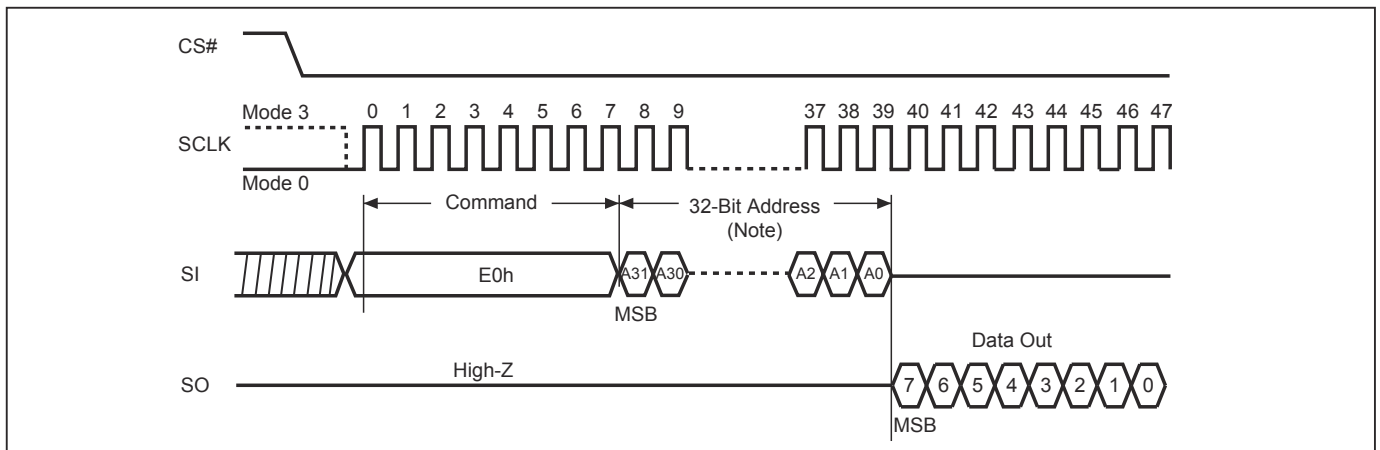 CS#
Mode 3
0 1 2 3 4 5 6 7 8 9 37 38 39 40 41 42 43 44 45 46 47
SCLK
Mode 0
Command
32-Bit Address
(Note)
SI
E0h
A31 A30 A2 A1 A0
MSB
Data Out
High-Z
SO
7 6 5 4 3 2 1 0
MSB